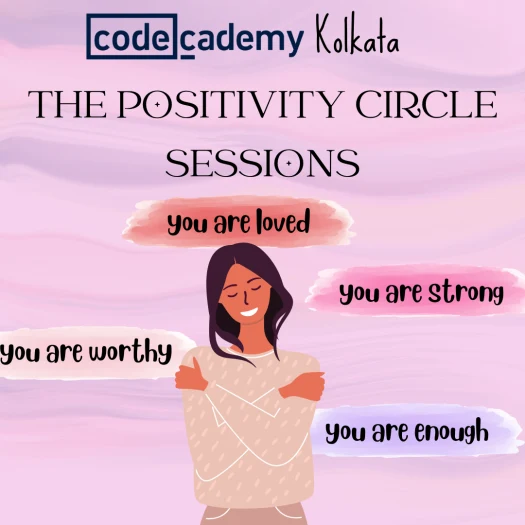 codecademy Kolkata
THE POSITIVITY CIRCLE
SESSIONS
you are loved
you are strong
you are worthy
you are enough